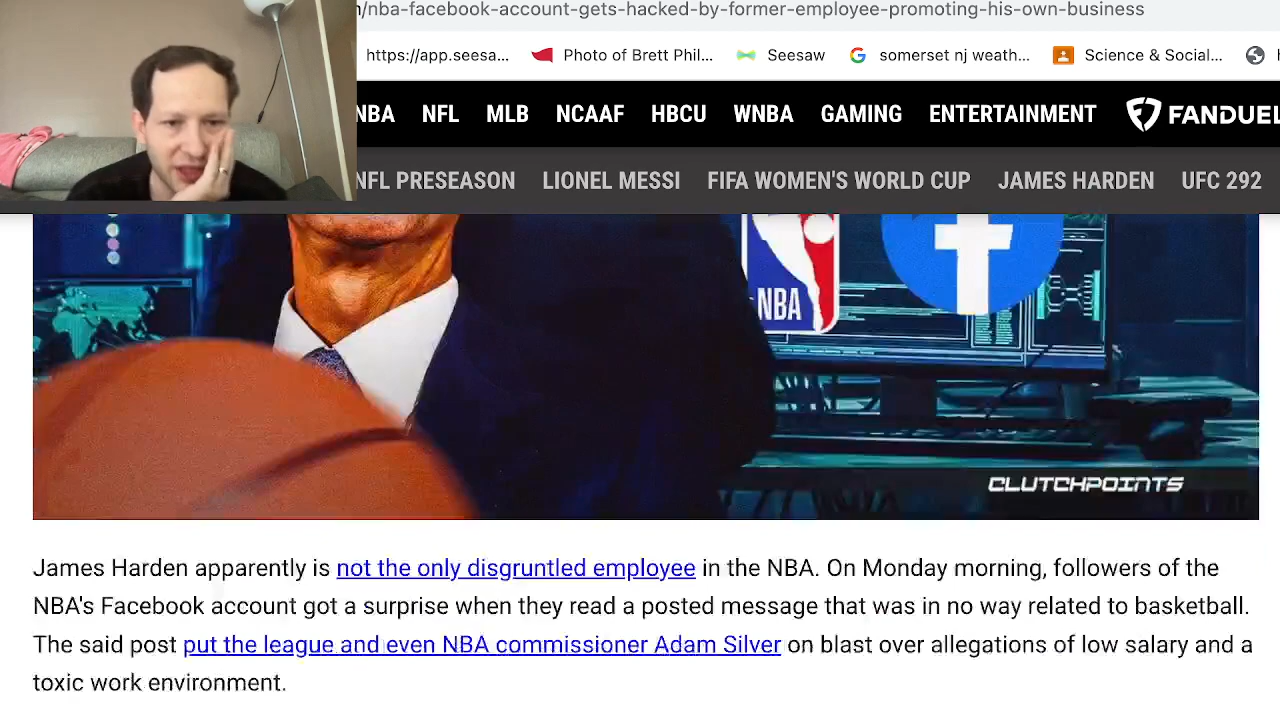 /nba-facebook-account-gets-hacked-by-former-employee-promoting-his-own-business
https://app.seesa... Photo of Brett Phil... Seesaw somerset nj weath... Science & Social...
NBA NFL MLB NCAAF HBCU WNBA GAMING ENTERTAINMENT FANDUEL
NFL PRESEASON LIONEL MESSI FIFA WOMEN'S WORLD CUP JAMES HARDEN UFC 292
NBA
CLUTCHPOINTS
James Harden apparently is not the only disgruntled employee in the NBA. On Monday morning, followers of the
NBA's Facebook account got a surprise when they read a posted message that was in no way related to basketball.
The said post put the league and even NBA commissioner Adam Silver on blast over allegations of low salary and a
toxic work environment.